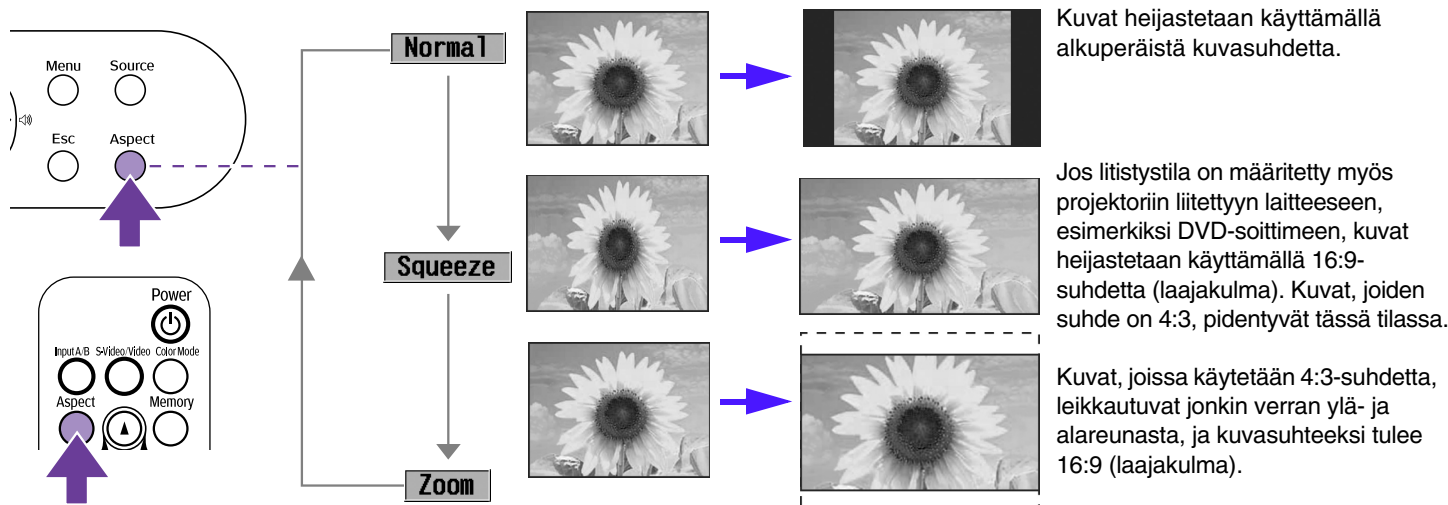 Menu Source
Esc Aspect
Power
InputA/B S-Video/Video ColorMode
Aspect Memory
Normal
Squeeze
Zoom
Kuvat heijastetaan käyttämällä
alkuperäistä kuvasuhdetta.
Jos litistystila on määritetty myös
projektoriin liitettyyn laitteeseen,
esimerkiksi DVD-soittimeen, kuvat
heijastetaan käyttämällä 16:9-
suhdetta (laajakulma). Kuvat, joiden
suhde on 4:3, pidentyvät tässä tilassa.
Kuvat, joissa käytetään 4:3-suhdetta,
leikkautuvat jonkin verran ylä- ja
alareunasta, ja kuvasuhteeksi tulee
16:9 (laajakulma).